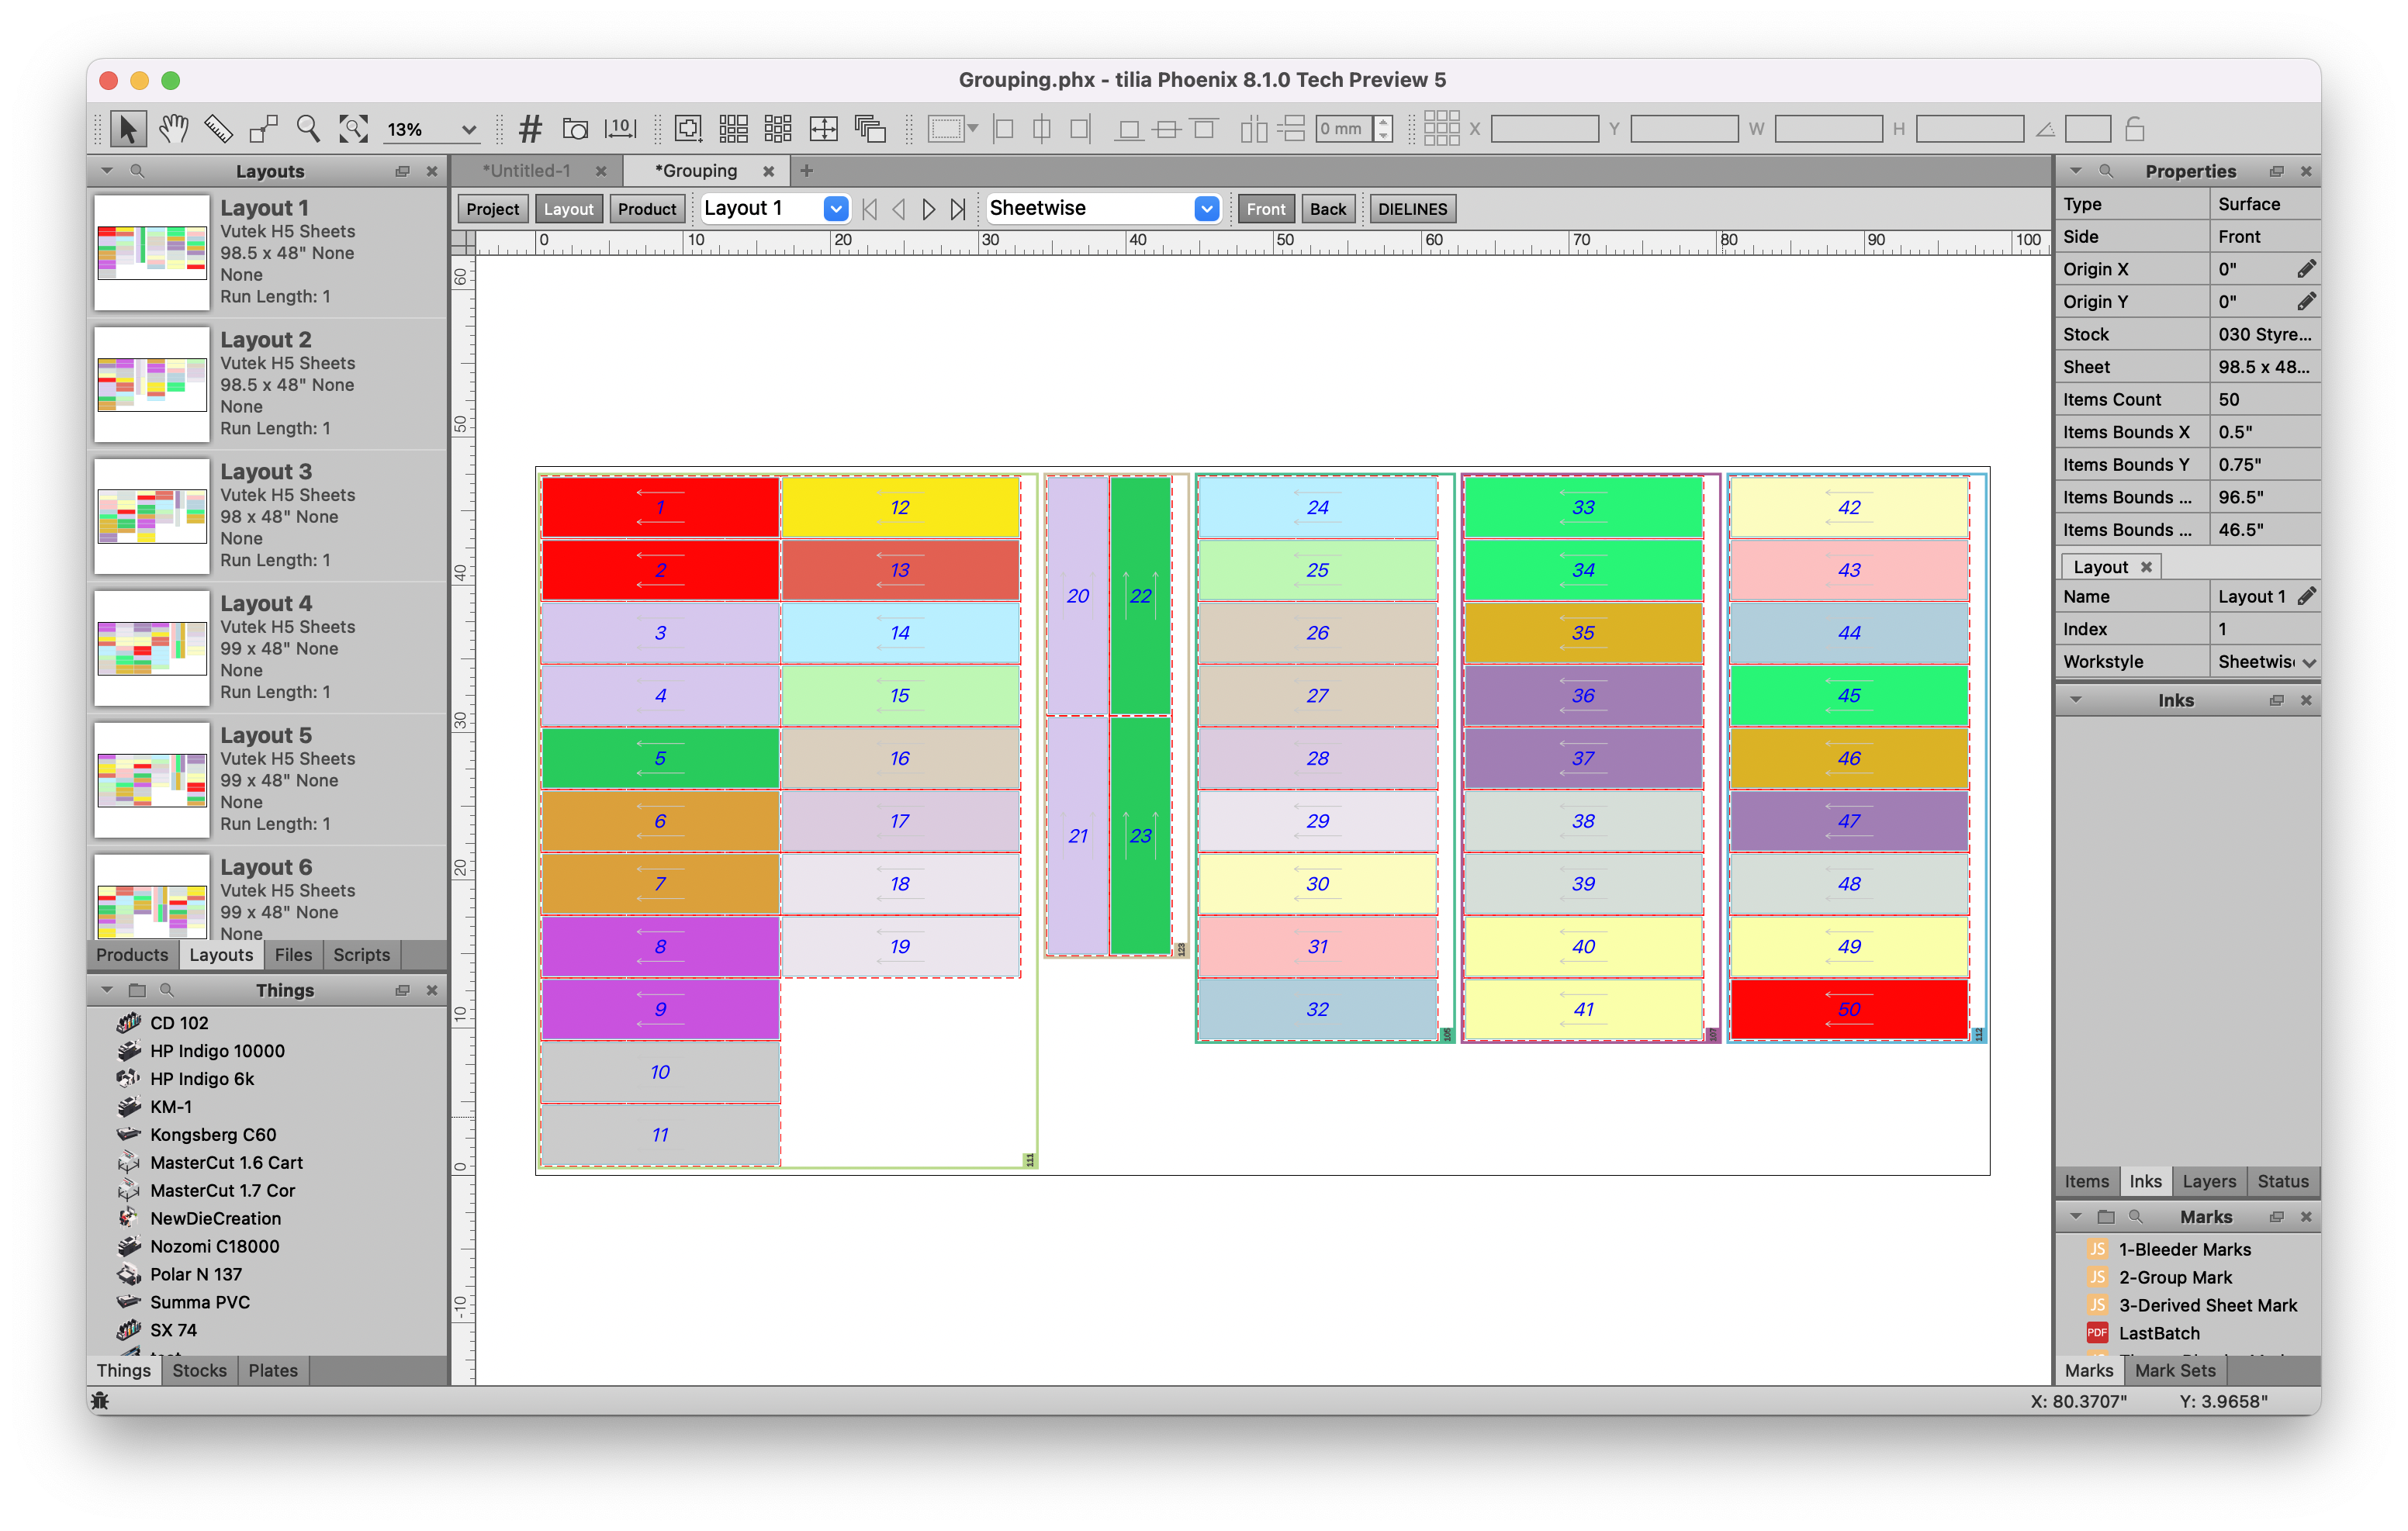 Grouping.phx - tilia Phoenix 8.1.0 Tech Preview 5
13%
10
0 mm
X
Y
W
H
Layouts
Layout 1
Vutek H5 Sheets
98.5 x 48" None
None
Run Length: 1
Layout 2
Vutek H5 Sheets
98.5 x 48" None
None
Run Length: 1
Layout 3
Vutek H5 Sheets
98 x 48" None
None
Run Length: 1
Layout 4
Vutek H5 Sheets
99 x 48" None
None
Run Length: 1
Layout 5
Vutek H5 Sheets
99 x 48" None
None
Run Length: 1
Layout 6
Vutek H5 Sheets
99 x 48" None
None
Products Layouts Files Scripts
Things
CD 102
HP Indigo 10000
HP Indigo 6k
KM-1
Kongsberg C60
MasterCut 1.6 Cart
MasterCut 1.7 Cor
NewDieCreation
Nozomi C18000
Polar N 137
Summa PVC
SX 74
Things Stocks Plates
*Untitled-1
*Grouping
Project Layout Product Layout 1 Sheetwise Front Back DIELINES
0 10 20 30 40 50 60 70 80 90 100
60
50
40
30
20
10
0
-10
1
2
3
4
5
6
7
8
9
10
11
12
13
14
15
16
17
18
19
111
20
21
22
23
123
24
25
26
27
28
29
30
31
32
105
33
34
35
36
37
38
39
40
41
107
42
43
44
45
46
47
48
49
50
112
Properties
Type Surface
Side Front
Origin X 0"
Origin Y 0"
Stock 030 Styre...
Sheet 98.5 x 48...
Items Count 50
Items Bounds X 0.5"
Items Bounds Y 0.75"
Items Bounds ... 96.5"
Items Bounds ... 46.5"
Layout
Name Layout 1
Index 1
Workstyle Sheetwis
Inks
Items Inks Layers Status
Marks
JS 1-Bleeder Marks
JS 2-Group Mark
JS 3-Derived Sheet Mark
PDF LastBatch
Marks Mark Sets
X: 80.3707" Y: 3.9658"